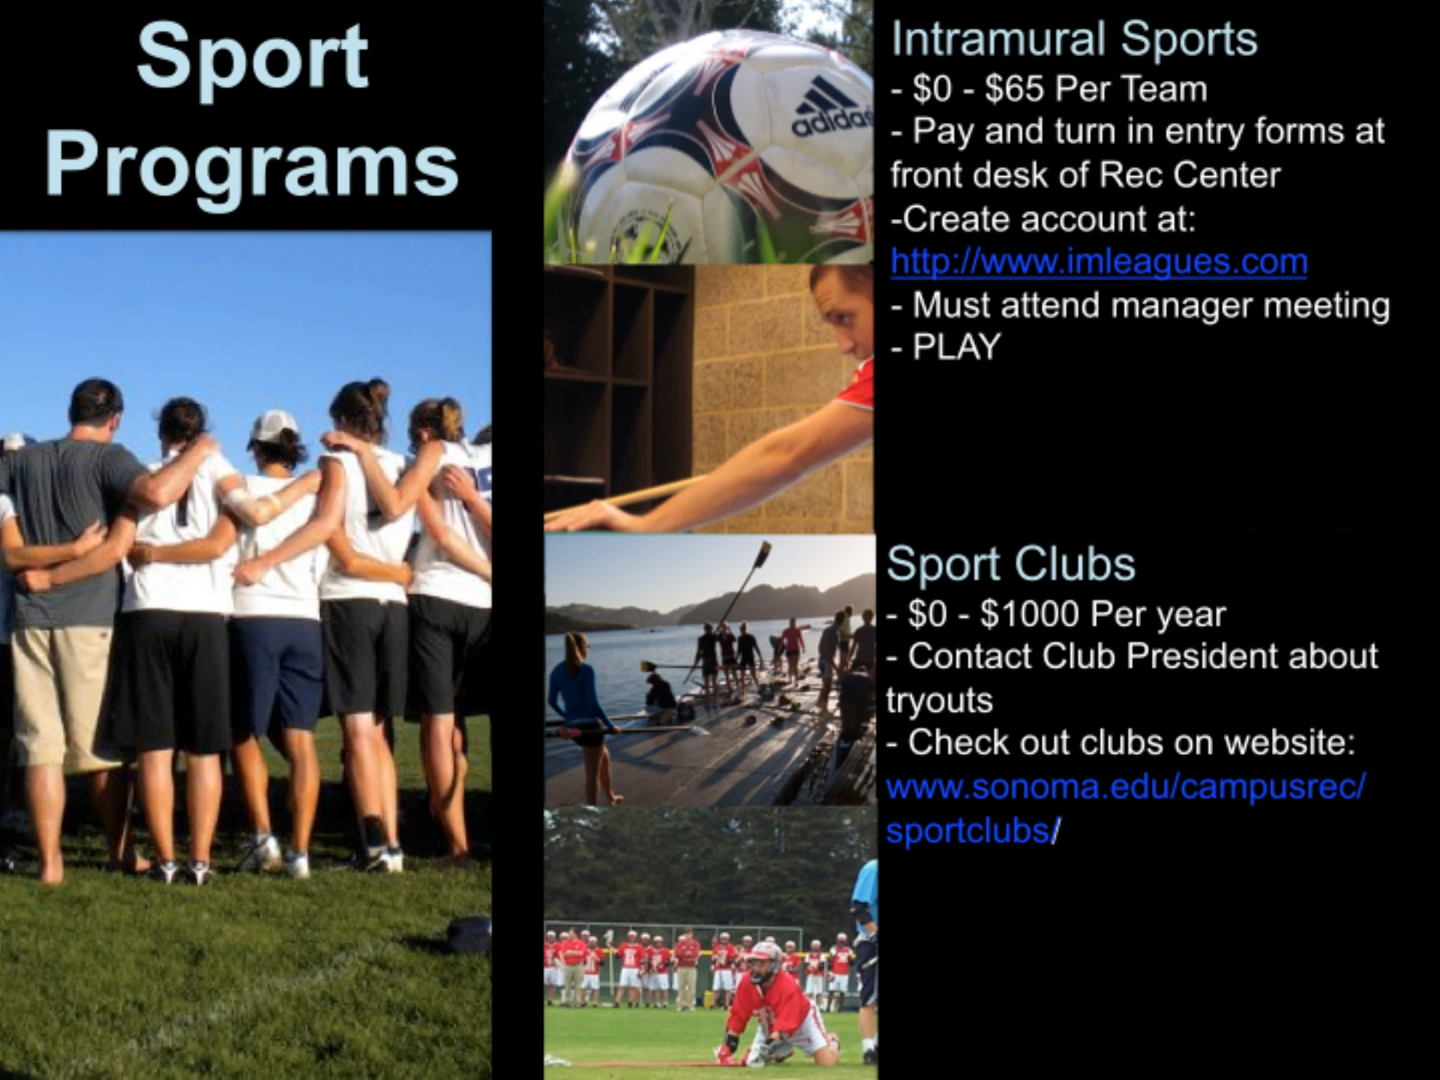 Sport
Programs
adidas
Intramural Sports
- $0 - $65 Per Team
- Pay and turn in entry forms at
front desk of Rec Center
-Create account at:
http://www.imleagues.com
- Must attend manager meeting
- PLAY
Sport Clubs
- $0 - $1000 Per year
- Contact Club President about
tryouts
- Check out clubs on website:
www.sonoma.edu/campusrec/
sportclubs/